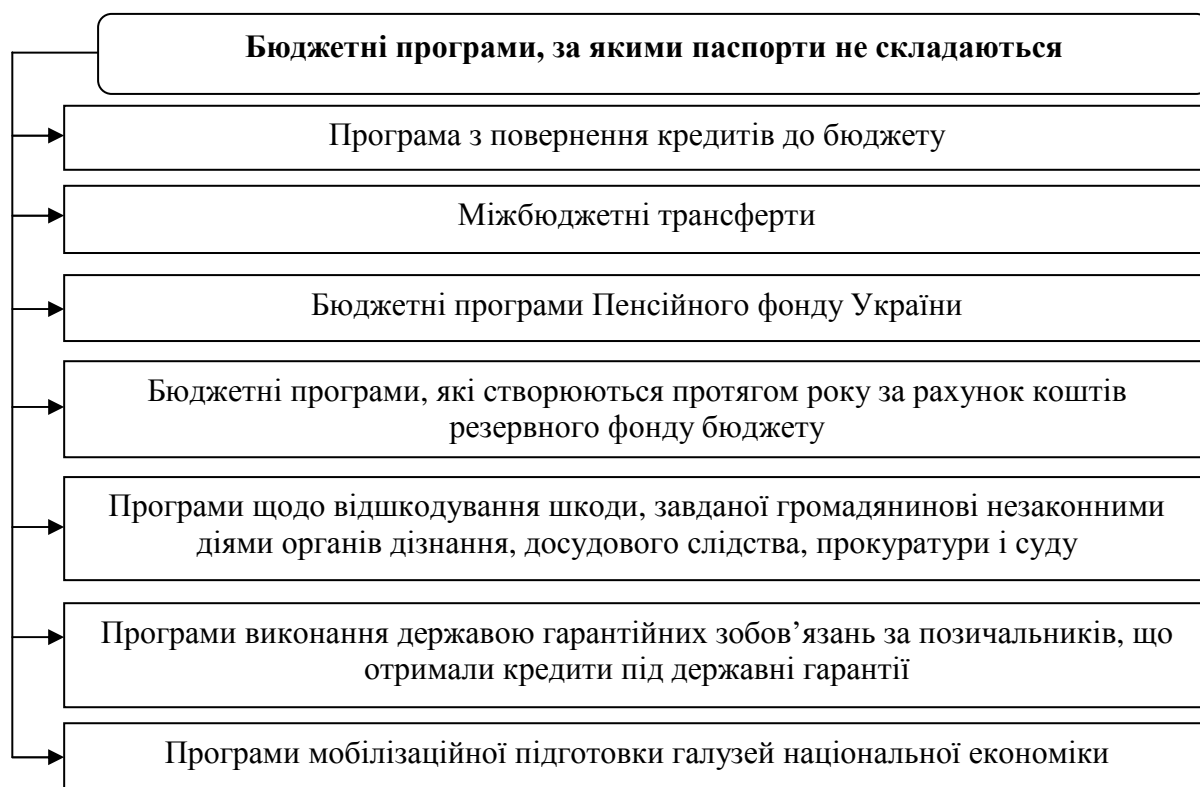 Бюджетні програми, за якими паспорти не складаються
Програма з повернення кредитів до бюджету
Міжбюджетні трансферти
Бюджетні програми Пенсійного фонду України
Бюджетні програми, які створюються протягом року за рахунок коштів
резервного фонду бюджету
Програми щодо відшкодування шкоди, завданої громадянинові незаконними
діями органів дізнання, досудового слідства, прокуратури і суду
Програми виконання державою гарантійних зобов’язань за позичальників, що
отримали кредити під державні гарантії
Програми мобілізаційної підготовки галузей національної економіки